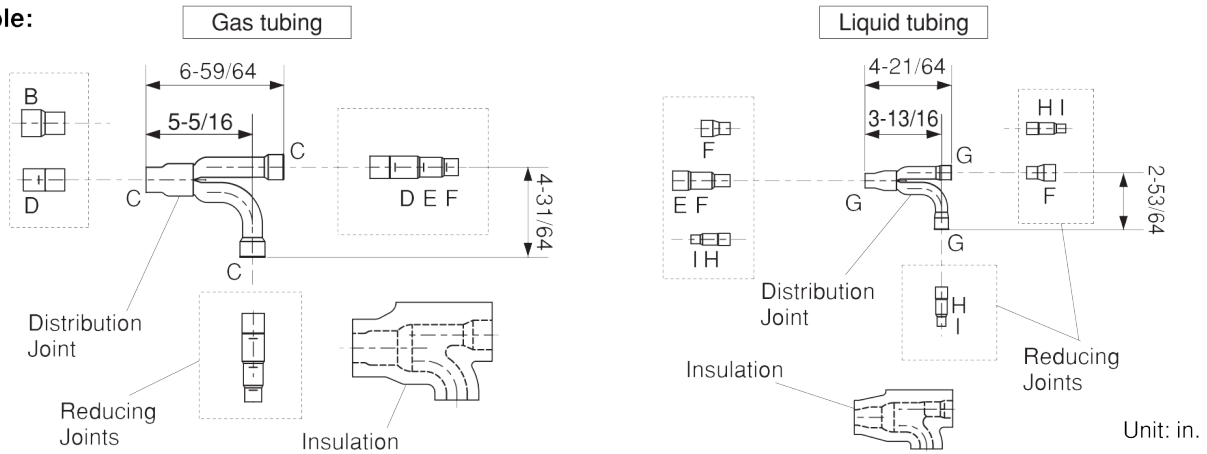 ple:
Gas tubing
6-59/64
5-5/16
B
D
C
C
C
D E F
4-31/64
Distribution
Joint
Reducing
Joints
Insulation
Liquid tubing
4-21/64
3-13/16
F
E F
I H
G
G
G
H I
F
2-53/64
H
I
Distribution
Joint
Reducing
Joints
Insulation
Unit: in.